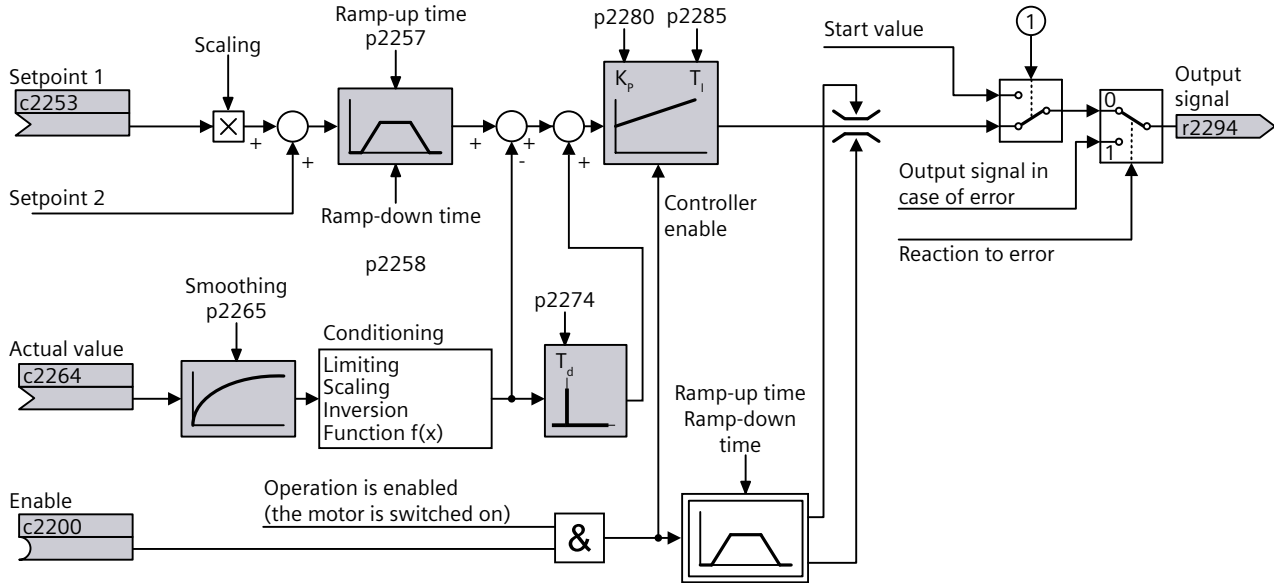 Ramp-up time
p2257
p2280 p2285
1
Start value
Scaling
Setpoint 1
c2253
K_P T_I
Output
signal
r2294
0
1
×
+
+
+
-
+
+
Setpoint 2
Ramp-down time
p2258
Controller
enable
Output signal in
case of error
Reaction to error
Smoothing
p2265
p2274
Actual value
c2264
Conditioning
Limiting
Scaling
Inversion
Function f(x)
T_d
Ramp-up time
Ramp-down
time
Enable
c2200
Operation is enabled
(the motor is switched on)
&